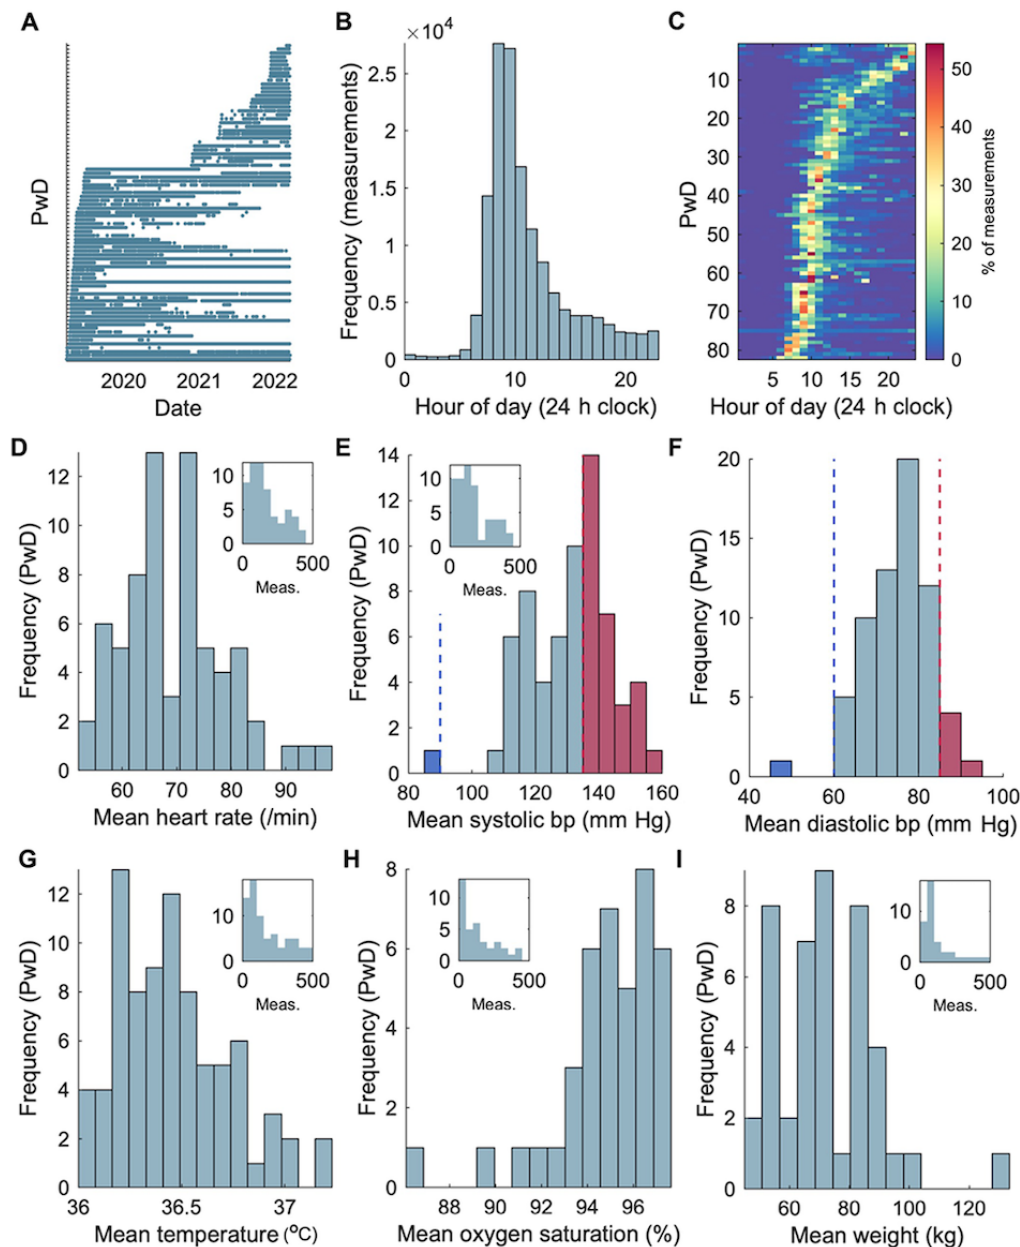 A
PwD
2020 2021 2022
Date
B
×10⁴
2.5
2
1.5
1
0.5
0
Frequency (measurements)
0 10 20
Hour of day (24 h clock)
C
10
20
30
40
50
60
70
80
PwD
5 10 15 20
Hour of day (24 h clock)
50
40
30
20
10
0
% of measurements
D
12
10
8
6
4
2
0
Frequency (PwD)
60 70 80 90
Mean heart rate (/min)
10
5
0
0 500
Meas.
E
14
12
10
8
6
4
2
0
Frequency (PwD)
80 100 120 140 160
Mean systolic bp (mm Hg)
10
5
0
0 500
Meas.
F
20
15
10
5
0
Frequency (PwD)
40 60 80 100
Mean diastolic bp (mm Hg)
G
12
10
8
6
4
2
0
Frequency (PwD)
36 36.5 37
Mean temperature (ºC)
10
5
0
0 500
Meas.
H
8
6
4
2
0
Frequency (PwD)
88 90 92 94 96
Mean oxygen saturation (%)
10
5
0
0 500
Meas.
I
8
6
4
2
0
Frequency (PwD)
60 80 100 120
Mean weight (kg)
10
0
0 500
Meas.